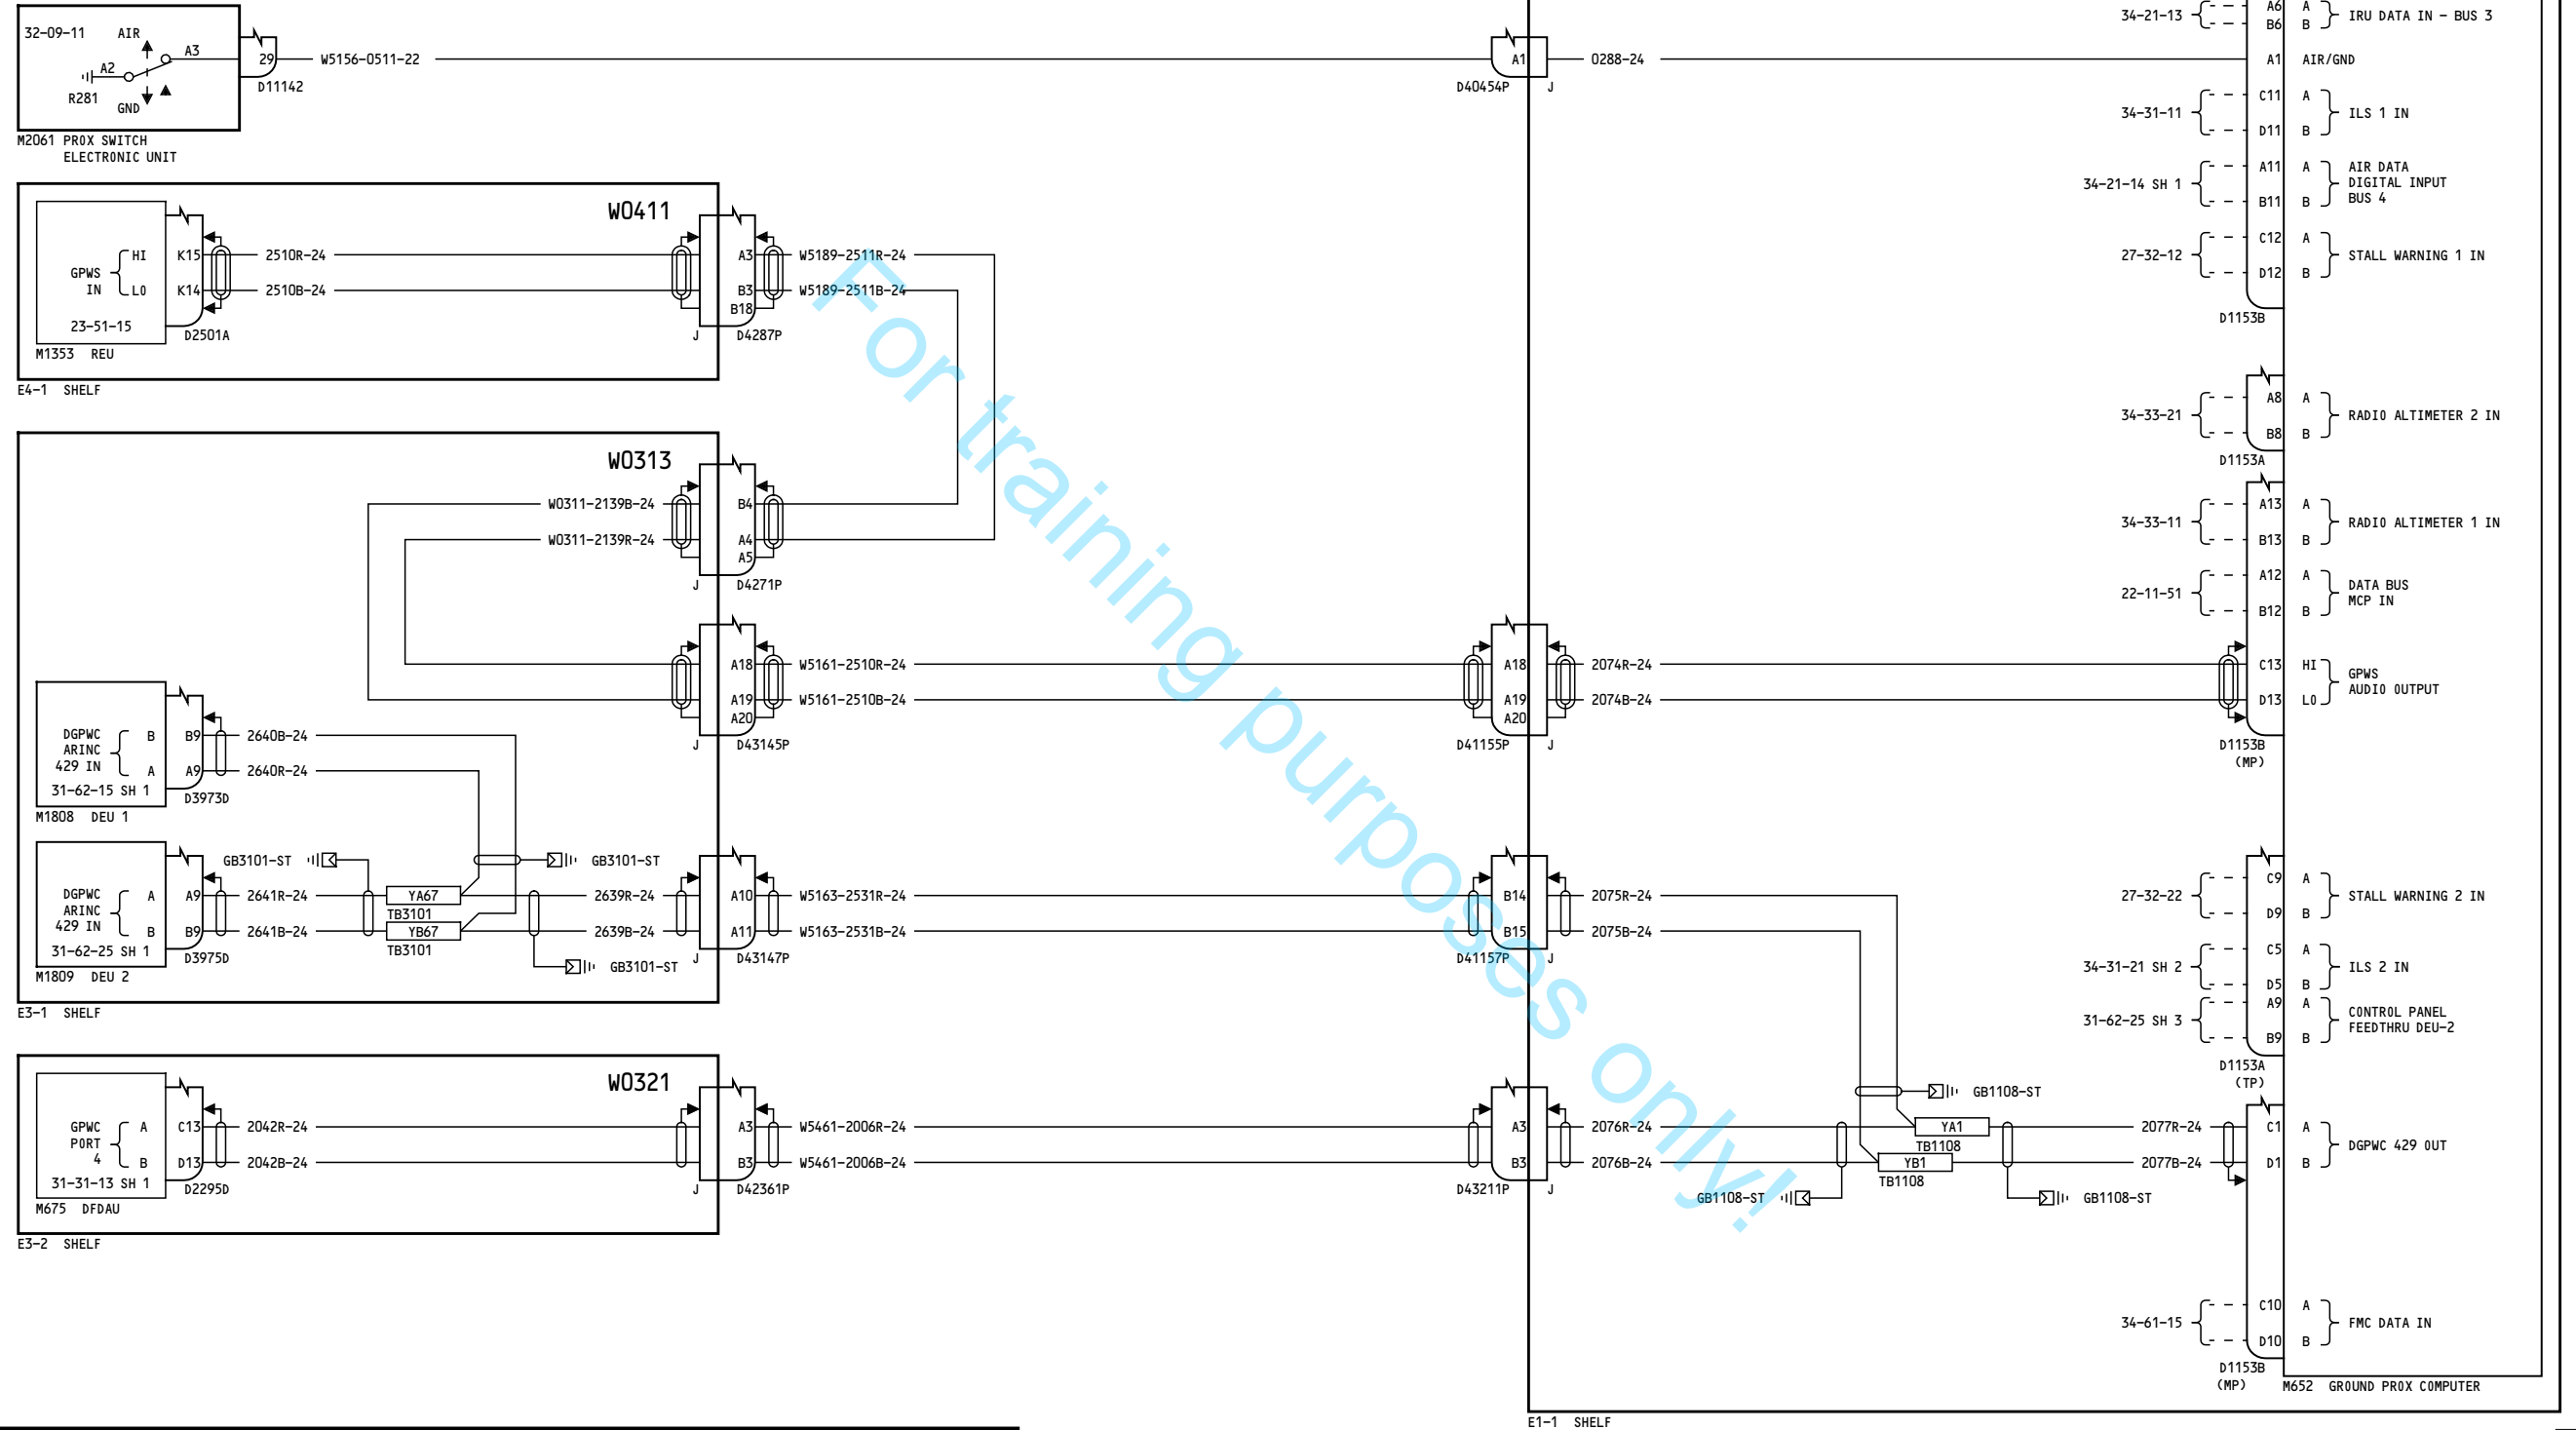 32-09-11 AIR
A3
A2
R281
GND
29
D11142
W5156-0511-22
M2061 PROX SWITCH
ELECTRONIC UNIT
A1
D40454P J
0288-24
34-21-13
A6 A
B6 B
IRU DATA IN - BUS 3
A1 AIR/GND
34-31-11
C11 A
D11 B
ILS 1 IN
34-21-14 SH 1
A11 A
B11 B
AIR DATA
DIGITAL INPUT
BUS 4
27-32-12
C12 A
D12 B
STALL WARNING 1 IN
D1153B
W0411
GPWS
IN
HI
LO
K15
K14
23-51-15
M1353 REU
D2501A
2510R-24
2510B-24
A3
B3
B18
J D4287P
W5189-2511R-24
W5189-2511B-24
E4-1 SHELF
34-33-21
A8 A
B8 B
RADIO ALTIMETER 2 IN
D1153A
W0313
W0311-2139B-24
W0311-2139R-24
B4
A4
A5
J D4271P
34-33-11
A13 A
B13 B
RADIO ALTIMETER 1 IN
22-11-51
A12 A
B12 B
DATA BUS
MCP IN
A18
A19
A20
J D43145P
W5161-2510R-24
W5161-2510B-24
A18
A19
A20
D41155P J
2074R-24
2074B-24
C13 HI
D13 LO
GPWS
AUDIO OUTPUT
D1153B
(MP)
DGPWC
ARINC
429 IN
B B9
A A9
31-62-15 SH 1
M1808 DEU 1
D3973D
2640B-24
2640R-24
DGPWC
ARINC
429 IN
A A9
B B9
31-62-25 SH 1
M1809 DEU 2
D3975D
GB3101-ST
2641R-24
2641B-24
YA67
TB3101
YB67
TB3101
GB3101-ST
GB3101-ST
2639R-24
2639B-24
A10
A11
J D43147P
W5163-2531R-24
W5163-2531B-24
B14
B15
D41157P J
2075R-24
2075B-24
E3-1 SHELF
27-32-22
C9 A
D9 B
STALL WARNING 2 IN
34-31-21 SH 2
C5 A
D5 B
ILS 2 IN
31-62-25 SH 3
A9 A
B9 B
CONTROL PANEL
FEEDTHRU DEU-2
D1153A
(TP)
W0321
GPWC
PORT
4
A C13
B D13
31-31-13 SH 1
M675 DFDAU
D2295D
2042R-24
2042B-24
A3
B3
J D42361P
W5461-2006R-24
W5461-2006B-24
A3
B3
D43211P J
2076R-24
2076B-24
GB1108-ST
YA1
TB1108
YB1
TB1108
GB1108-ST
GB1108-ST
2077R-24
2077B-24
C1 A
D1 B
DGPWC 429 OUT
E3-2 SHELF
34-61-15
C10 A
D10 B
FMC DATA IN
D1153B
(MP)
M652 GROUND PROX COMPUTER
E1-1 SHELF
For training purposes only!